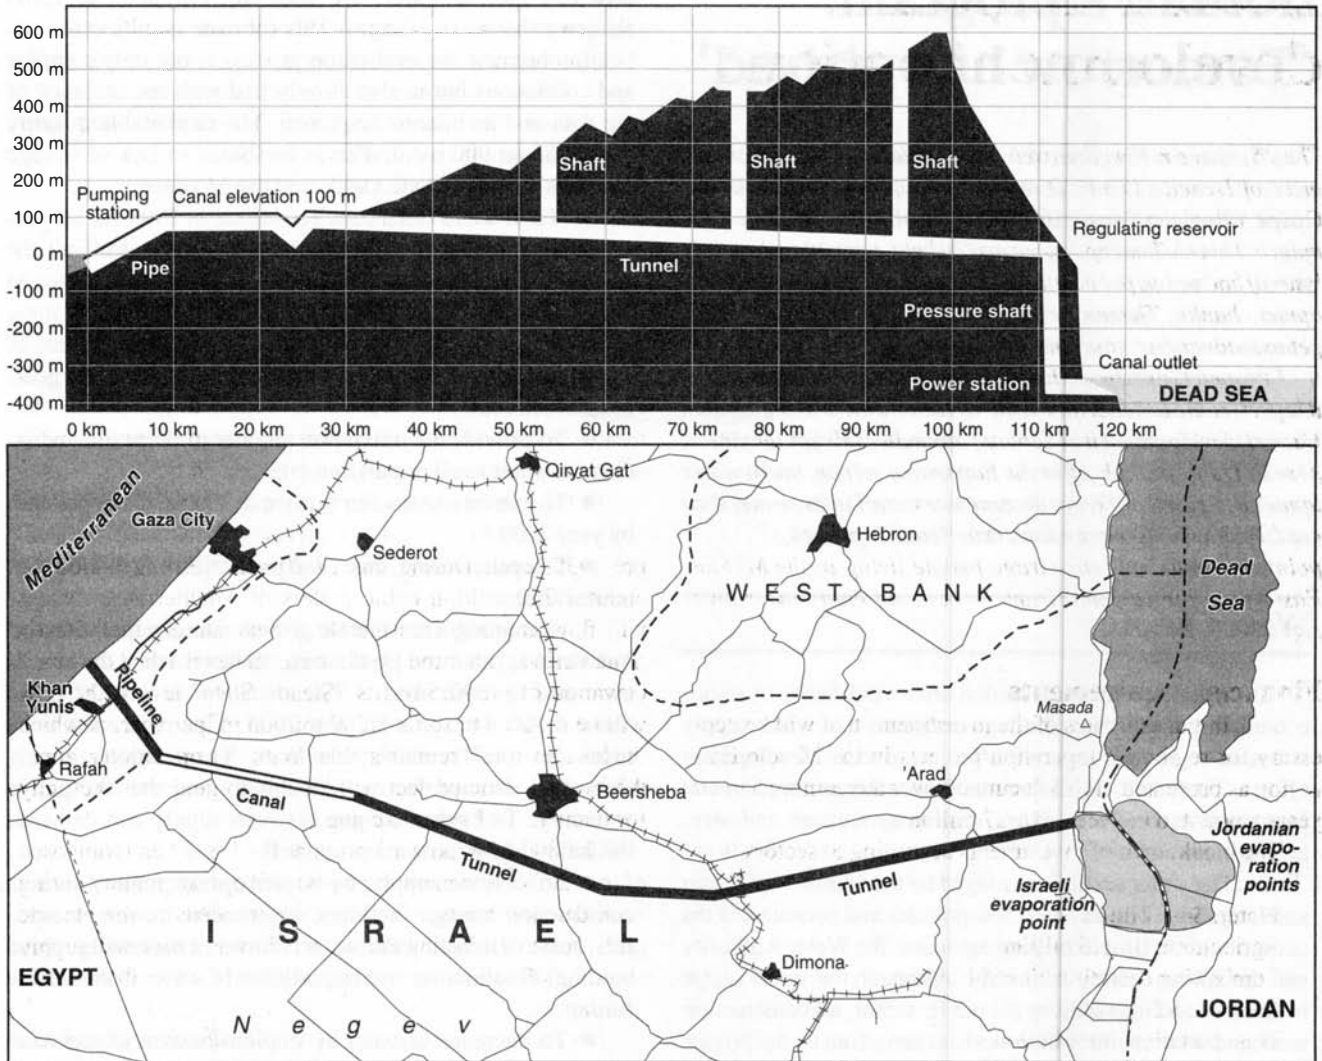 600 m
500 m
400 m
300 m
200 m
100 m
0 m
-100 m
-200 m
-300 m
-400 m
Pumping
station
Canal elevation 100 m
Pipe
Shaft
Shaft
Shaft
Tunnel
Regulating reservoir
Pressure shaft
Canal outlet
Power station
DEAD SEA
0 km
10 km
20 km
30 km
40 km
50 km
60 km
70 km
80 km
90 km
100 km
110 km
120 km
Mediterranean
Gaza City
Sederot
Qiryat Gat
Hebron
WEST BANK
Dead
Sea
Khan
Yunis
Pipeline
Rafah
Canal
Beersheba
Masada
'Arad
Tunnel
Tunnel
Israeli
evaporation
point
Jordanian
evapo-
ration
points
ISRAEL
Dimona
EGYPT
Negev
JORDAN